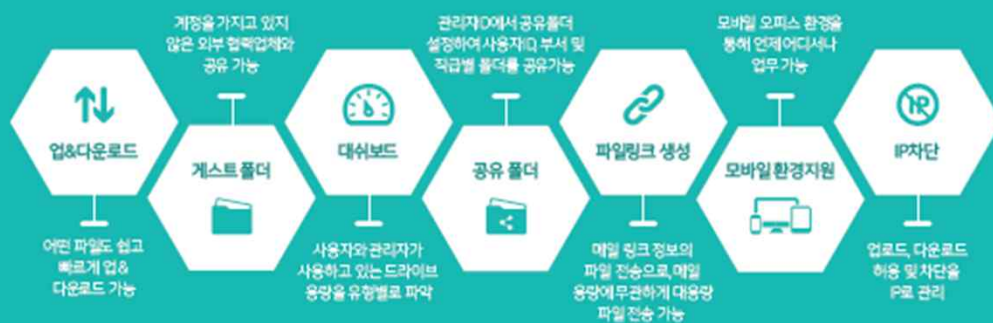 업&다운로드
어떤 파일도 쉽고
빠르게 업&
다운로드 가능
계정을 가지고 있지
않은 외부 협력업체와
공유 가능
게스트 폴더
대쉬보드
사용자와 관리자가
사용하고 있는 드라이브
용량을 유형별로 파악
관리자ID에서 공유폴더
설정하여 사용자ID, 부서 및
직급별 폴더를 공유가능
공유 폴더
파일링크 생성
메일 링크 정보의
파일 전송으로, 메일
용량에 무관하게 대용량
파일 전송 가능
모바일 오피스 환경을
통해 언제 어디서나
업무 가능
모바일 환경지원
IP
IP차단
업로드, 다운로드
허용 및 차단을
IP로 관리